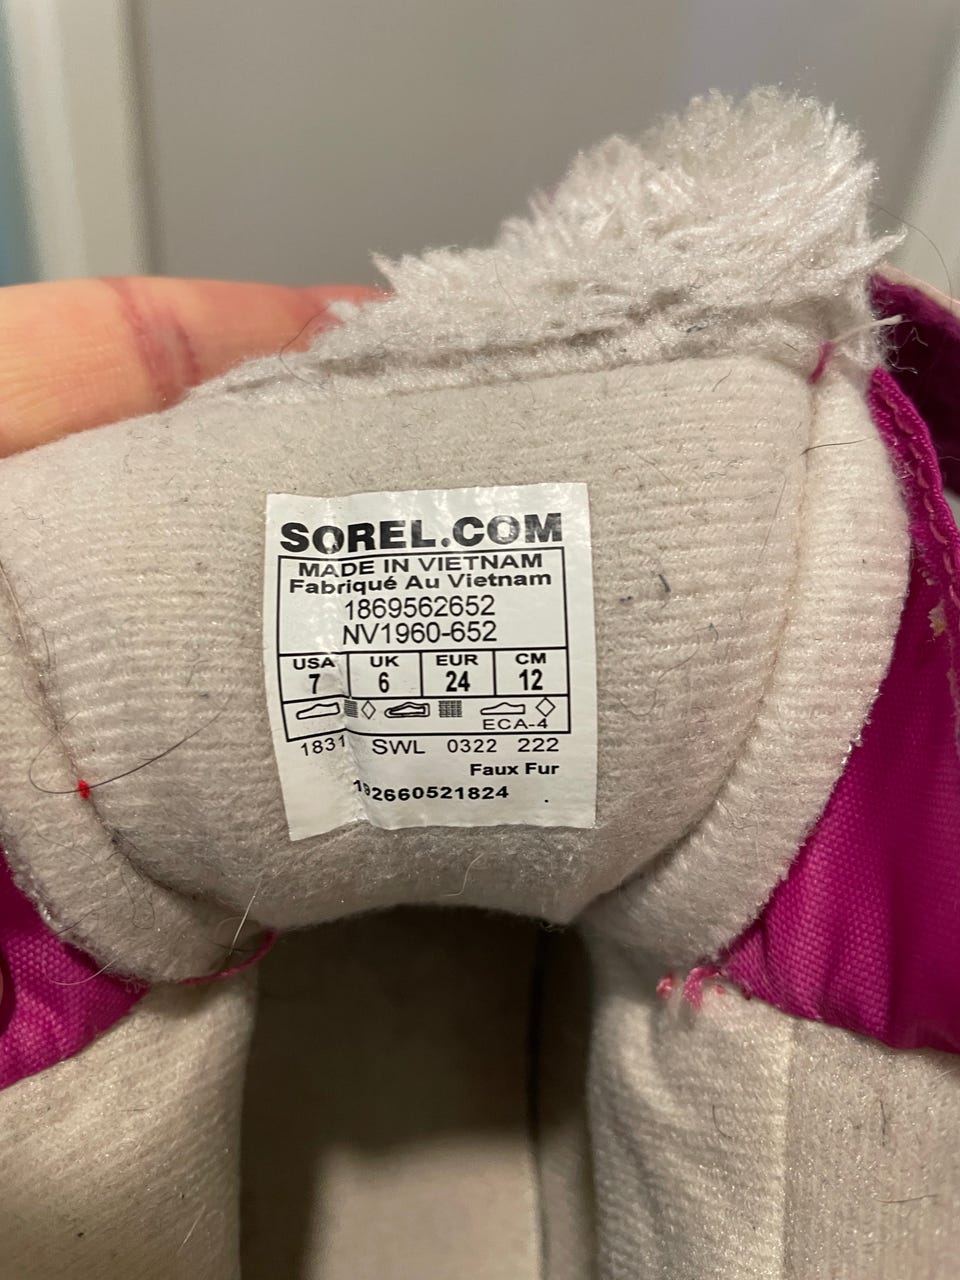 SOREL.COM
MADE IN VIETNAM
Fabriqué Au Vietnam
1869562652
NV1960-652
USA UK EUR CM
7 6 24 12
ECA-4
1831 SWL 0322 222
Faux Fur
192660521824